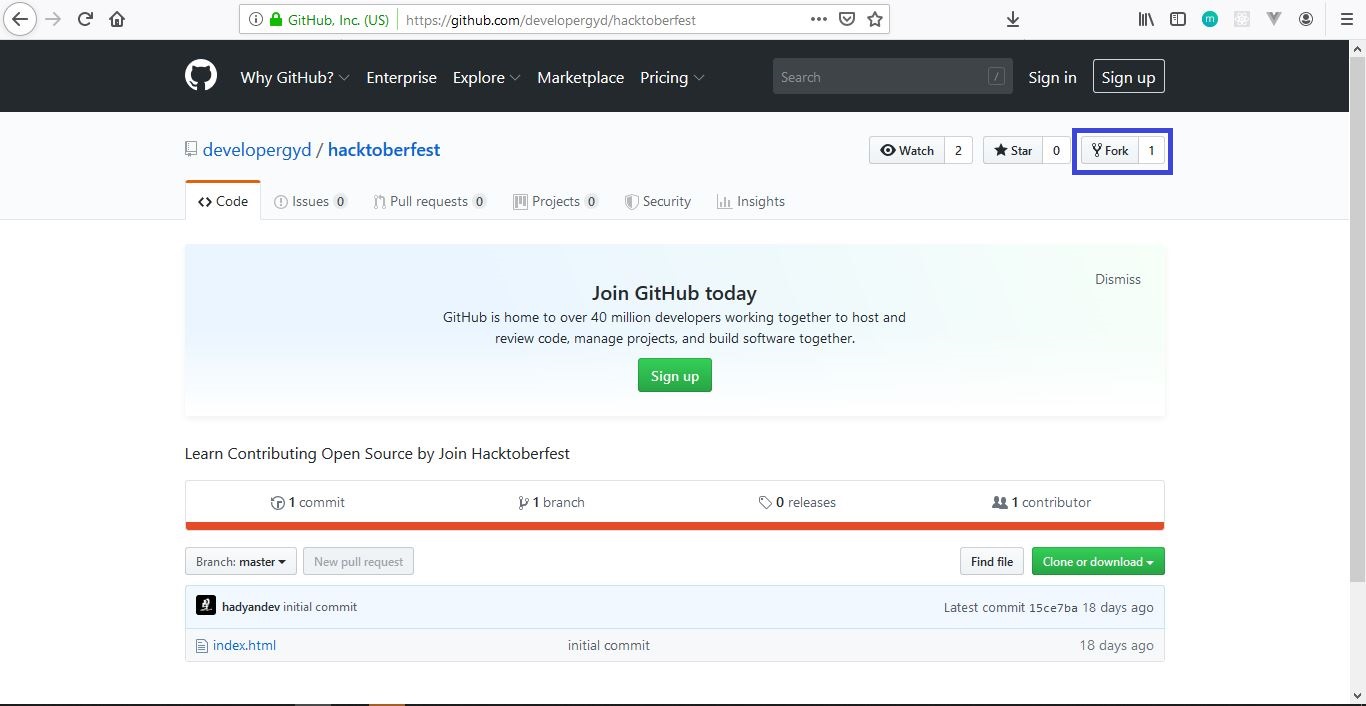 GitHub, Inc. (US) https://github.com/developergyd/hacktoberfest
m
Why GitHub? Enterprise Explore Marketplace Pricing Search / Sign in Sign up
developergyd / hacktoberfest Watch 2 Star 0 Fork 1
Code Issues 0 Pull requests 0 Projects 0 Security Insights
Dismiss
Join GitHub today
GitHub is home to over 40 million developers working together to host and
review code, manage projects, and build software together.
Sign up
Learn Contributing Open Source by Join Hacktoberfest
1 commit 1 branch 0 releases 1 contributor
Branch: master New pull request Find file Clone or download
hadyandev initial commit Latest commit 15ce7ba 18 days ago
index.html initial commit 18 days ago